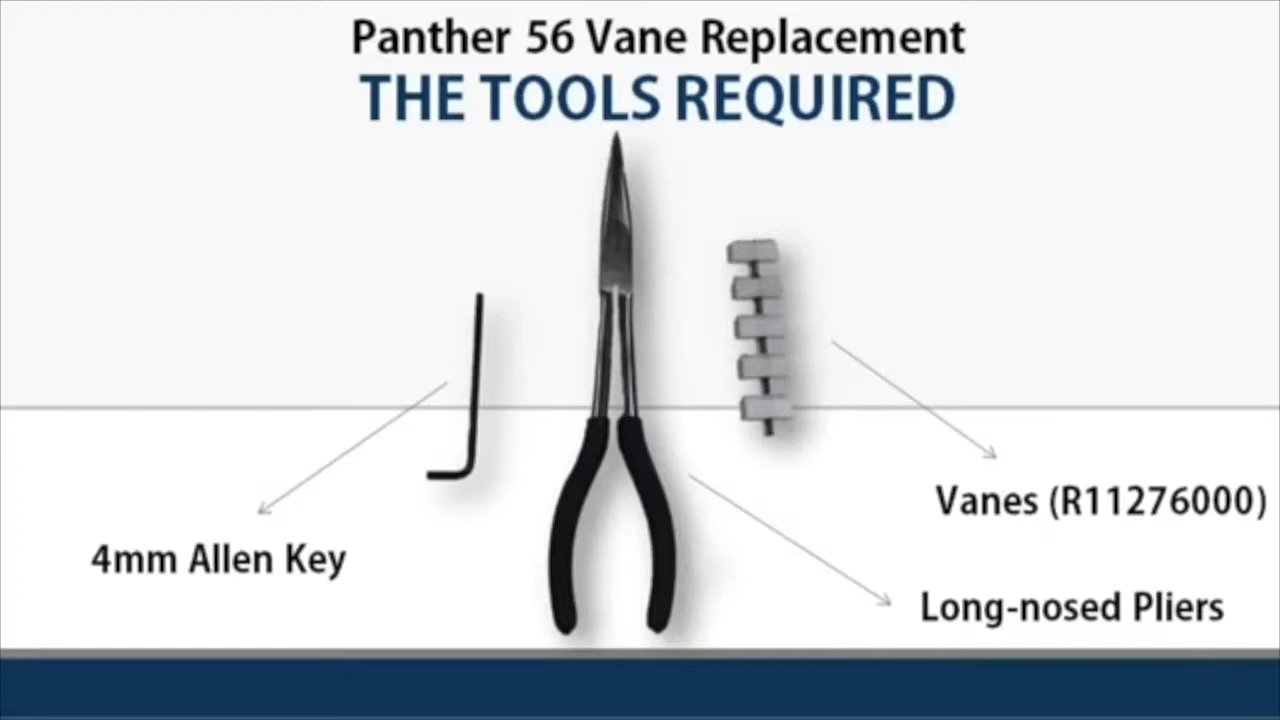 Panther 56 Vane Replacement
THE TOOLS REQUIRED
Vanes (R11276000)
4mm Allen Key
Long-nosed Pliers